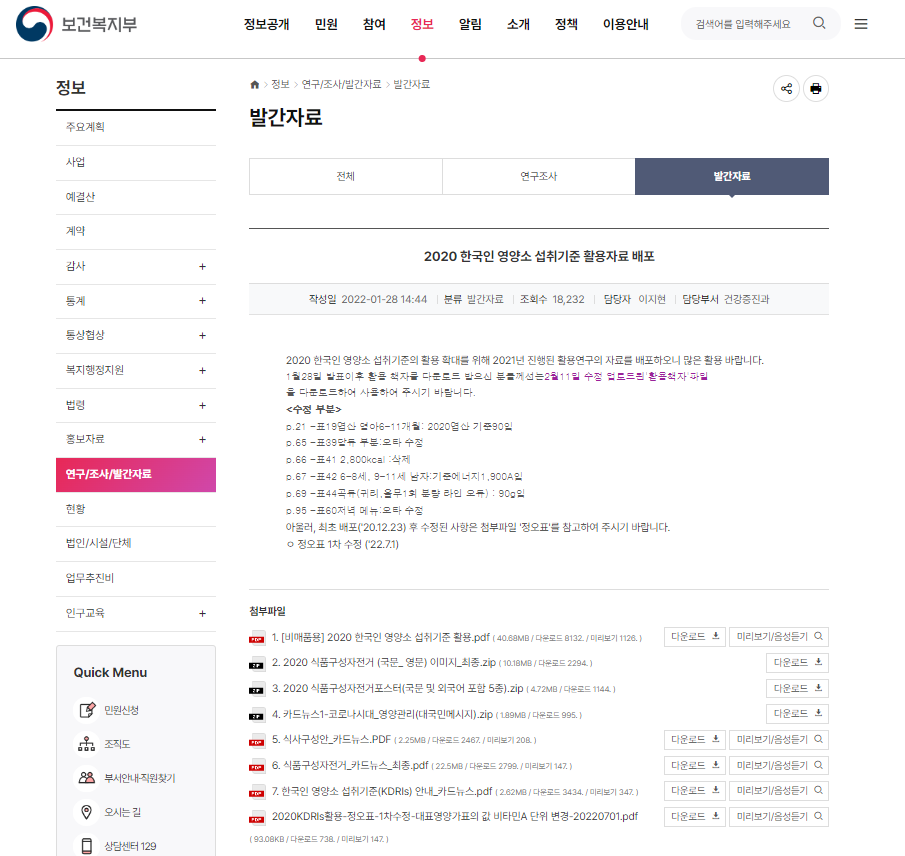 보건복지부
정보공개 민원 참여 정보 알림 소개 정책 이용안내
검색어를 입력해주세요
정보
주요계획
사업
예결산
계약
감사 +
통계 +
통상협상 +
복지행정지원 +
법령 +
홍보자료 +
연구/조사/발간자료
현황
법인/시설/단체
업무추진비
인구교육 +
Quick Menu
민원신청
조직도
부서안내·직원찾기
오시는 길
상담센터 129
정보 > 연구/조사/발간자료 > 발간자료
발간자료
전체 연구조사 발간자료
2020 한국인 영양소 섭취기준 활용자료 배포
작성일 2022-01-28 14:44 분류 발간자료 조회수 18,232 담당자 이지현 담당부서 건강증진과
2020 한국인 영양소 섭취기준의 활용 확대를 위해 2021년 진행된 활용연구의 자료를 배포하오니 많은 활용 바랍니다.
1월28일 발표이후 활용 책자를 다운로드 받으신 분들께선는2월11일 수정 업로드된'활용책자'파일
을 다운로드하여 사용하여 주시기 바랍니다.
<수정 부분>
p.21 -표19엽산 영아6-11개월: 2020엽산 기준90일
p.65 -표39당류 부분:오타 수정
p.66 -표41 2,800kcal :삭제
p.67 -표42 6-8세, 9-11세 남자:기준에너지1,900A일
p.69 -표44곡류(귀리,율무1회 분량 라인 오류) : 90g일
p.95 -표60저녁 메뉴:오타 수정
아울러, 최초 배포('20.12.23) 후 수정된 사항은 첨부파일 '정오표'를 참고하여 주시기 바랍니다.
ㅇ 정오표 1차 수정 ('22.7.1)
첨부파일
PDF 1. [비매품용] 2020 한국인 영양소 섭취기준 활용.pdf ( 40.68MB / 다운로드 8132. / 미리보기 1126. ) 다운로드 미리보기/음성듣기
ZIP 2. 2020 식품구성자전거 (국문_ 영문) 이미지_최종.zip ( 10.18MB / 다운로드 2294. ) 다운로드
ZIP 3. 2020 식품구성자전거포스터(국문 및 외국어 포함 5종).zip ( 4.72MB / 다운로드 1144. ) 다운로드
ZIP 4. 카드뉴스1-코로나시대_영양관리(대국민메시지).zip ( 1.89MB / 다운로드 995. ) 다운로드
PDF 5. 식사구성안_카드뉴스.PDF ( 2.25MB / 다운로드 2467. / 미리보기 208. ) 다운로드 미리보기/음성듣기
PDF 6. 식품구성자전거_카드뉴스_최종.pdf ( 22.5MB / 다운로드 2799. / 미리보기 147. ) 다운로드 미리보기/음성듣기
PDF 7. 한국인 영양소 섭취기준(KDRIs) 안내_카드뉴스.pdf ( 2.62MB / 다운로드 3434. / 미리보기 347. ) 다운로드 미리보기/음성듣기
PDF 2020KDRIs활용-정오표-1차수정-대표영양가표의 값 비타민A 단위 변경-20220701.pdf 다운로드 미리보기/음성듣기
( 93.08KB / 다운로드 738. / 미리보기 147. )